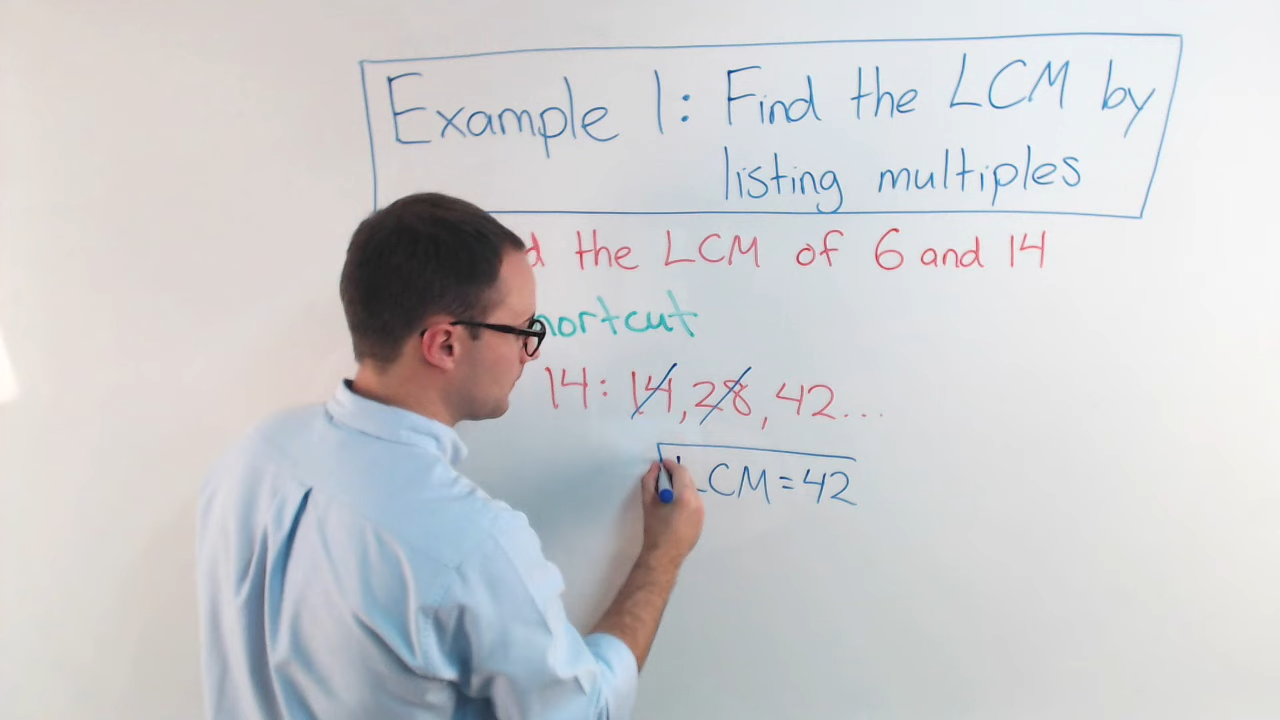 Example 1: Find the LCM by
listing multiples
the LCM of 6 and 14
14: 14, 28, 42...
LCM = 42